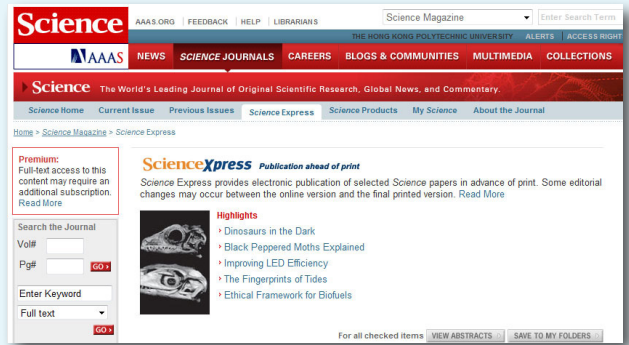 Science
AAAS.ORG FEEDBACK HELP LIBRARIANS
Science Magazine
Enter Search Term
THE HONG KONG POLYTECHNIC UNIVERSITY ALERTS ACCESS RIGHT
AAAS
NEWS SCIENCE JOURNALS CAREERS BLOGS & COMMUNITIES MULTIMEDIA COLLECTIONS
Science The World's Leading Journal of Original Scientific Research, Global News, and Commentary.
Science Home Current Issue Previous Issues Science Express Science Products My Science About the Journal
Home > Science Magazine > Science Express
Premium:
Full-text access to this
content may require an
additional subscription.
Read More
Search the Journal
Vol#
Pg#
GO
Enter Keyword
Full text
GO
ScienceXpress Publication ahead of print
Science Express provides electronic publication of selected Science papers in advance of print. Some editorial
changes may occur between the online version and the final printed version. Read More
Highlights
Dinosaurs in the Dark
Black Peppered Moths Explained
Improving LED Efficiency
The Fingerprints of Tides
Ethical Framework for Biofuels
For all checked items VIEW ABSTRACTS SAVE TO MY FOLDERS